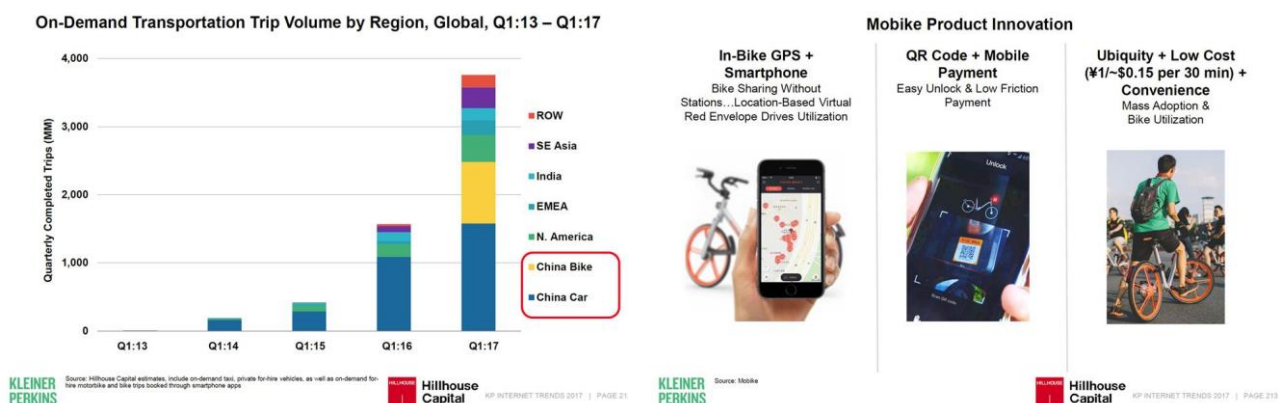 On-Demand Transportation Trip Volume by Region, Global, Q1:13 – Q1:17
Quarterly Completed Trips (MM)
4,000
3,000
2,000
1,000
0
Q1:13
Q1:14
Q1:15
Q1:16
Q1:17
ROW
SE Asia
India
EMEA
N. America
China Bike
China Car
KLEINER
PERKINS
Source: Hillhouse Capital estimates, include on-demand taxi, private for-hire vehicles, as well as on-demand for-
hire motorbike and bike trips booked through smartphone apps
HILLHOUSE
Hillhouse
Capital
KP INTERNET TRENDS 2017 | PAGE 21
Mobike Product Innovation
In-Bike GPS +
Smartphone
Bike Sharing Without
Stations…Location-Based Virtual
Red Envelope Drives Utilization
QR Code + Mobile
Payment
Easy Unlock & Low Friction
Payment
Unlock
Ubiquity + Low Cost
(¥1/~$0.15 per 30 min) +
Convenience
Mass Adoption &
Bike Utilization
KLEINER
PERKINS
Source: Mobike
HILLHOUSE
Hillhouse
Capital
KP INTERNET TRENDS 2017 | PAGE 213